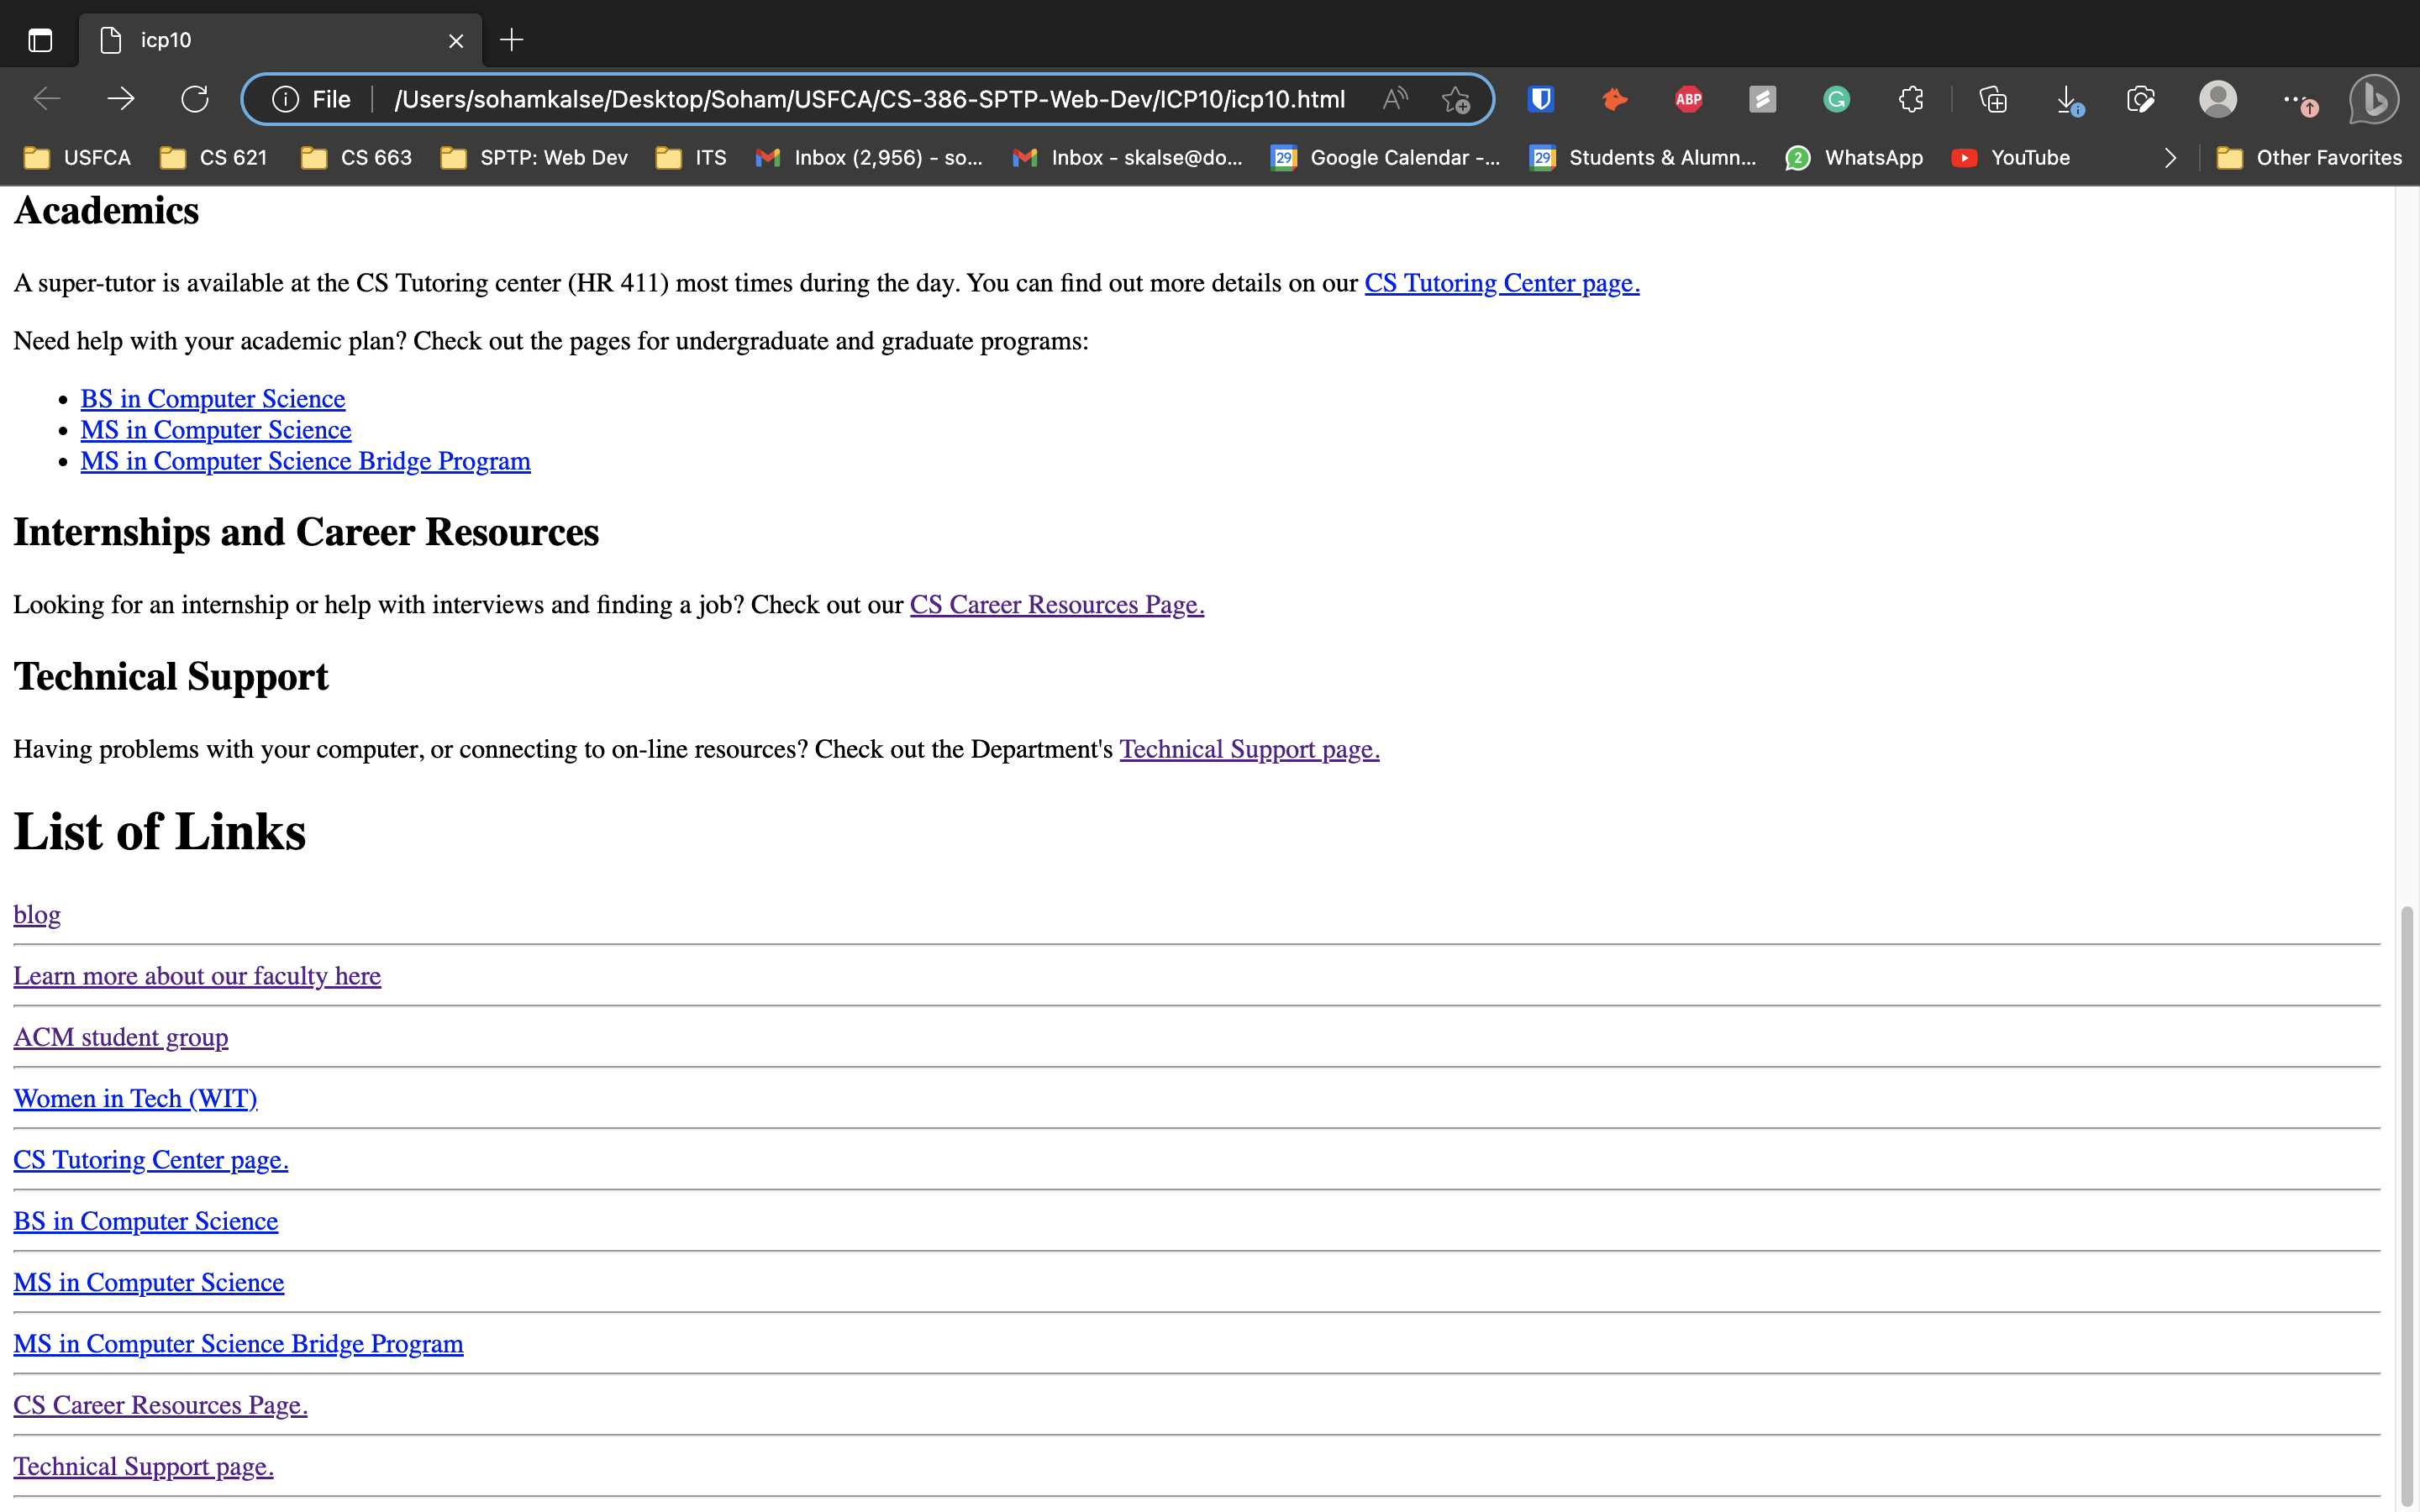 icp10
File /Users/sohamkalse/Desktop/Soham/USFCA/CS-386-SPTP-Web-Dev/ICP10/icp10.html ABP
USFCA CS 621 CS 663 SPTP: Web Dev ITS Inbox (2,956) - so... Inbox - skalse@do... 29 Google Calendar -... 29 Students & Alumn... 2 WhatsApp YouTube Other Favorites
Academics
A super-tutor is available at the CS Tutoring center (HR 411) most times during the day. You can find out more details on our CS Tutoring Center page.
Need help with your academic plan? Check out the pages for undergraduate and graduate programs:
• BS in Computer Science
• MS in Computer Science
• MS in Computer Science Bridge Program
Internships and Career Resources
Looking for an internship or help with interviews and finding a job? Check out our CS Career Resources Page.
Technical Support
Having problems with your computer, or connecting to on-line resources? Check out the Department's Technical Support page.
List of Links
blog
Learn more about our faculty here
ACM student group
Women in Tech (WIT)
CS Tutoring Center page.
BS in Computer Science
MS in Computer Science
MS in Computer Science Bridge Program
CS Career Resources Page.
Technical Support page.